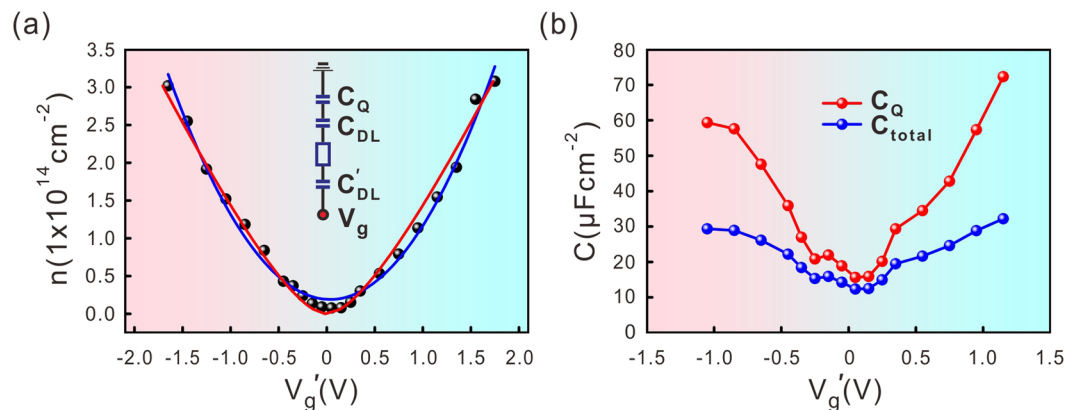 (a)
n(1x10¹⁴cm⁻²)
3.5
3.0
2.5
2.0
1.5
1.0
0.5
0.0
C_Q
C_DL
C'_DL
V_g
-2.0 -1.5 -1.0 -0.5 0 0.5 1.0 1.5 2.0
V_g'(V)
(b)
C(μFcm⁻²)
80
70
60
50
40
30
20
10
0
C_Q
C_total
-1.5 -1.0 -0.5 0 0.5 1.0 1.5
V_g'(V)